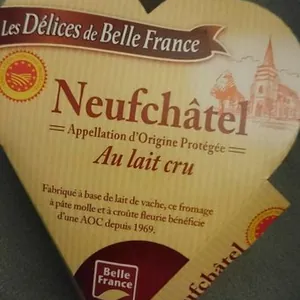 Les Délices de Belle France
Neufchâtel
Appellation d'Origine Protégée
Au lait cru
Fabriqué à base de lait de vache, ce fromage
à pâte molle et à croûte fleurie bénéficie
d'une AOC depuis 1969.
Belle
France
Neufchâtel